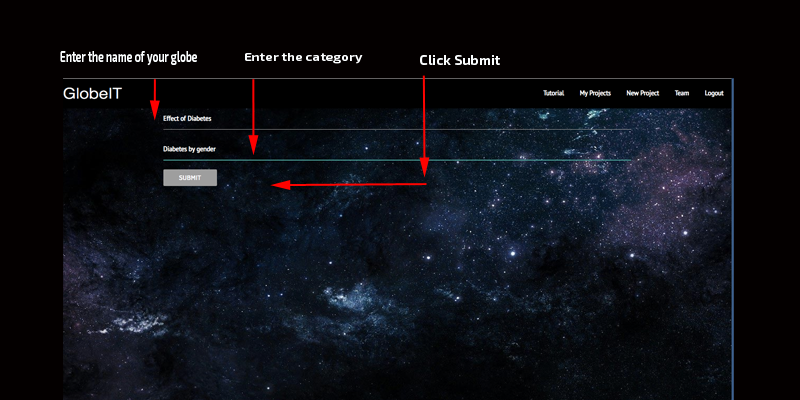 Enter the name of your globe
Enter the category
Click Submit
GlobeIT
Tutorial
My Projects
New Project
Team
Logout
Effect of Diabetes
Diabetes by gender
SUBMIT